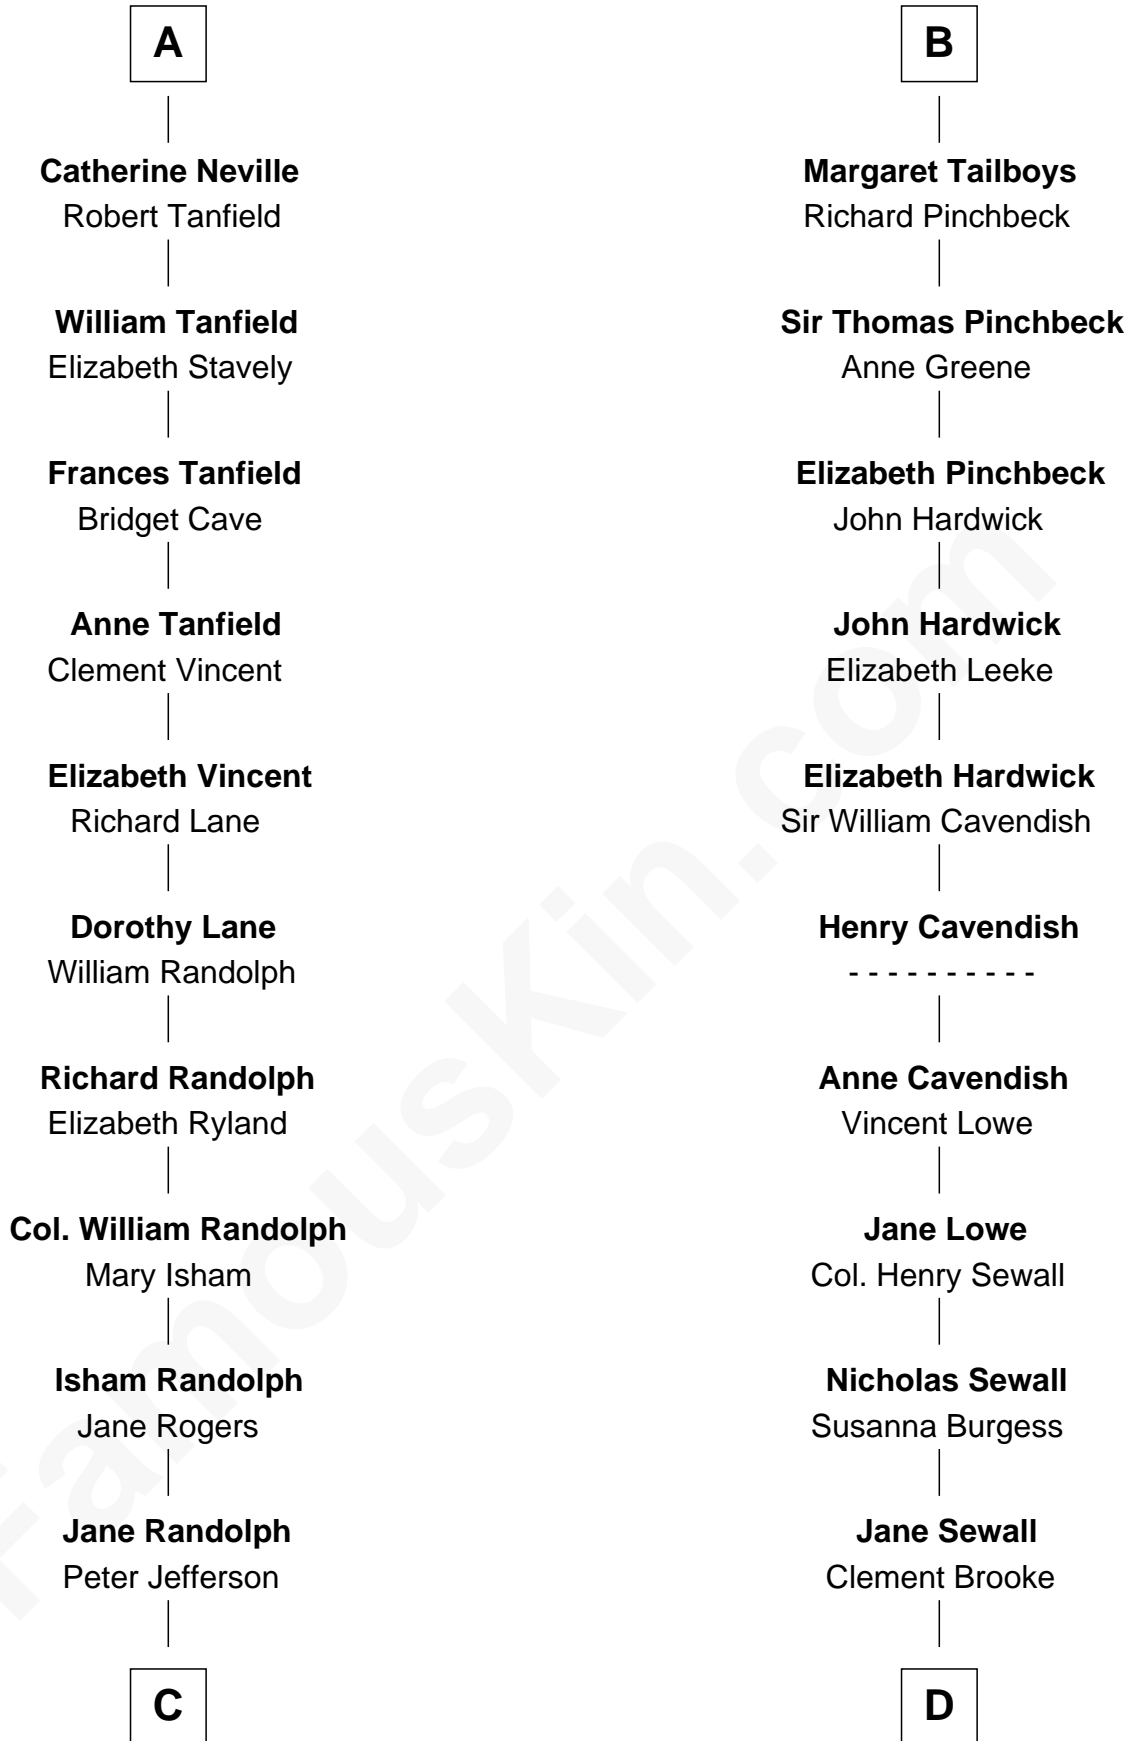 A
Catherine Neville
Robert Tanfield
William Tanfield
Elizabeth Stavely
Frances Tanfield
Bridget Cave
Anne Tanfield
Clement Vincent
Elizabeth Vincent
Richard Lane
Dorothy Lane
William Randolph
Richard Randolph
Elizabeth Ryland
Col. William Randolph
Mary Isham
Isham Randolph
Jane Rogers
Jane Randolph
Peter Jefferson
C
B
Margaret Tailboys
Richard Pinchbeck
Sir Thomas Pinchbeck
Anne Greene
Elizabeth Pinchbeck
John Hardwick
John Hardwick
Elizabeth Leeke
Elizabeth Hardwick
Sir William Cavendish
Henry Cavendish
- - - - - - - - - -
Anne Cavendish
Vincent Lowe
Jane Lowe
Col. Henry Sewall
Nicholas Sewall
Susanna Burgess
Jane Sewall
Clement Brooke
D
FamousKin.com